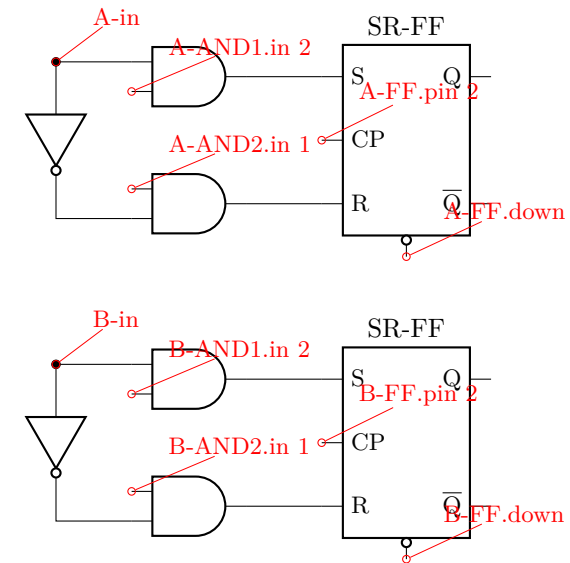 A-in
SR-FF
A-AND1.in 2
S
Q
A-FF.pin 2
CP
A-AND2.in 1
R
Q
A-FF.down
B-in
SR-FF
B-AND1.in 2
S
Q
B-FF.pin 2
CP
B-AND2.in 1
R
Q
B-FF.down